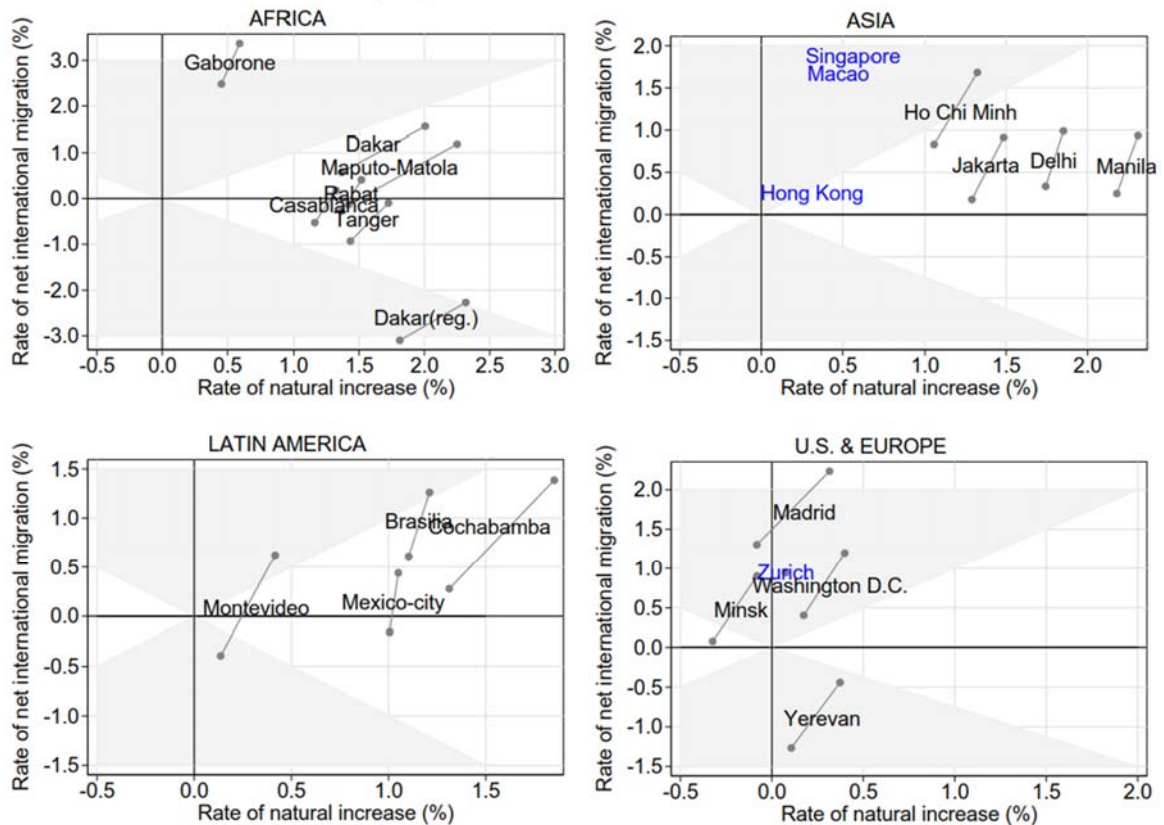 AFRICA
Rate of net international migration (%)
3.0
2.0
1.0
0.0
-1.0
-2.0
-3.0
Gaborone
Dakar
Maputo-Matola
Rabat
Casablanca
Tanger
Dakar(reg.)
-0.5 0.0 0.5 1.0 1.5 2.0 2.5 3.0
Rate of natural increase (%)
ASIA
Rate of net international migration (%)
2.0
1.5
1.0
0.5
0.0
-0.5
-1.0
-1.5
Singapore
Macao
Ho Chi Minh
Jakarta
Delhi
Manila
Hong Kong
-0.5 0.0 0.5 1.0 1.5 2.0
Rate of natural increase (%)
LATIN AMERICA
Rate of net international migration (%)
1.5
1.0
0.5
0.0
-0.5
-1.0
-1.5
Brasilia
Cochabamba
Montevideo
Mexico-city
-0.5 0.0 0.5 1.0 1.5
Rate of natural increase (%)
U.S. & EUROPE
Rate of net international migration (%)
2.0
1.5
1.0
0.5
0.0
-0.5
-1.0
-1.5
Madrid
Zurich
Washington D.C.
Minsk
Yerevan
-0.5 0.0 0.5 1.0 1.5 2.0
Rate of natural increase (%)